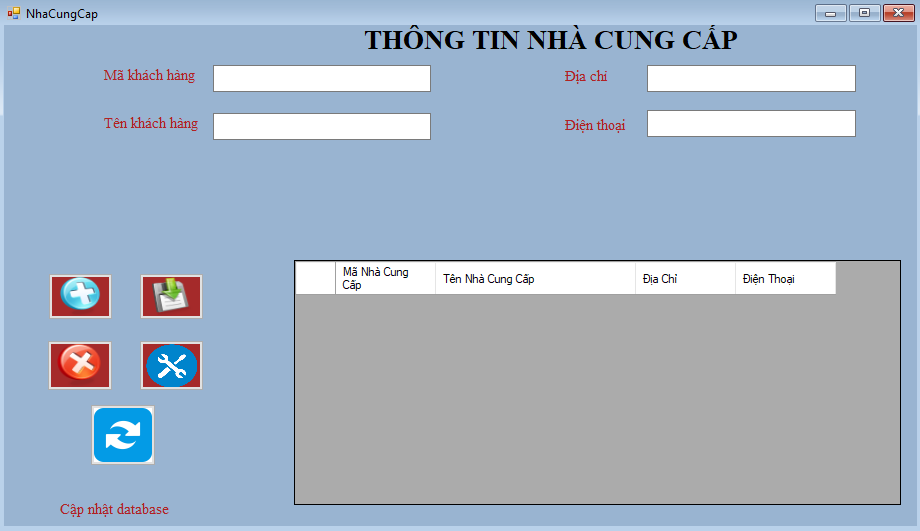 NhaCungCap
THÔNG TIN NHÀ CUNG CẤP
Mã khách hàng
Địa chỉ
Tên khách hàng
Điện thoại
Mã Nhà Cung
Cấp
Tên Nhà Cung Cấp
Địa Chỉ
Điện Thoại
Cập nhật database